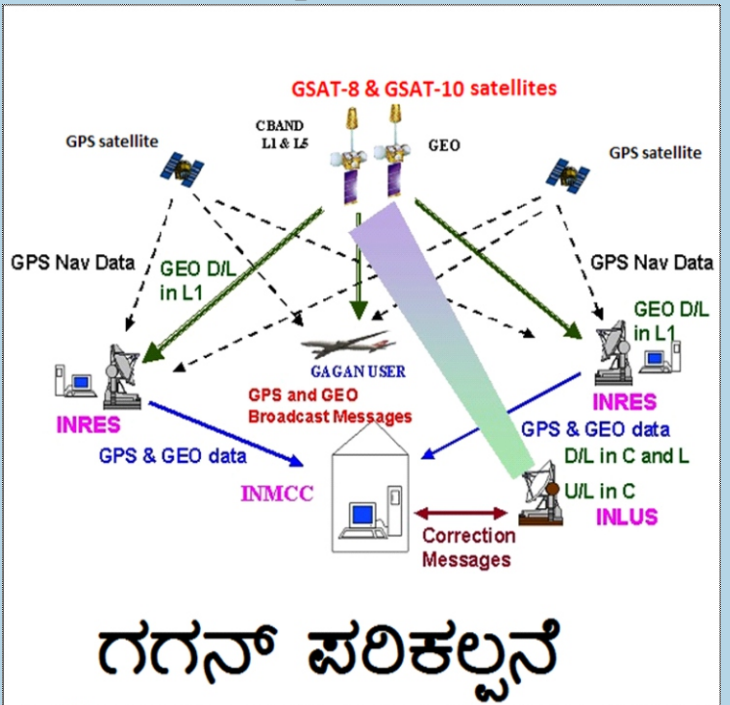 GSAT-8 & GSAT-10 satellites
CBAND
L1 & L5
GEO
GPS satellite
GPS satellite
GPS Nav Data
GEO D/L
in L1
GPS Nav Data
GEO D/L
in L1
GAGAN USER
GPS and GEO
Broadcast Messages
INRES
INRES
GPS & GEO data
GPS & GEO data
D/L in C and L
INMCC
U/L in C
INLUS
Correction
Messages
ಗಗನ್ ಪರಿಕಲ್ಪನೆ